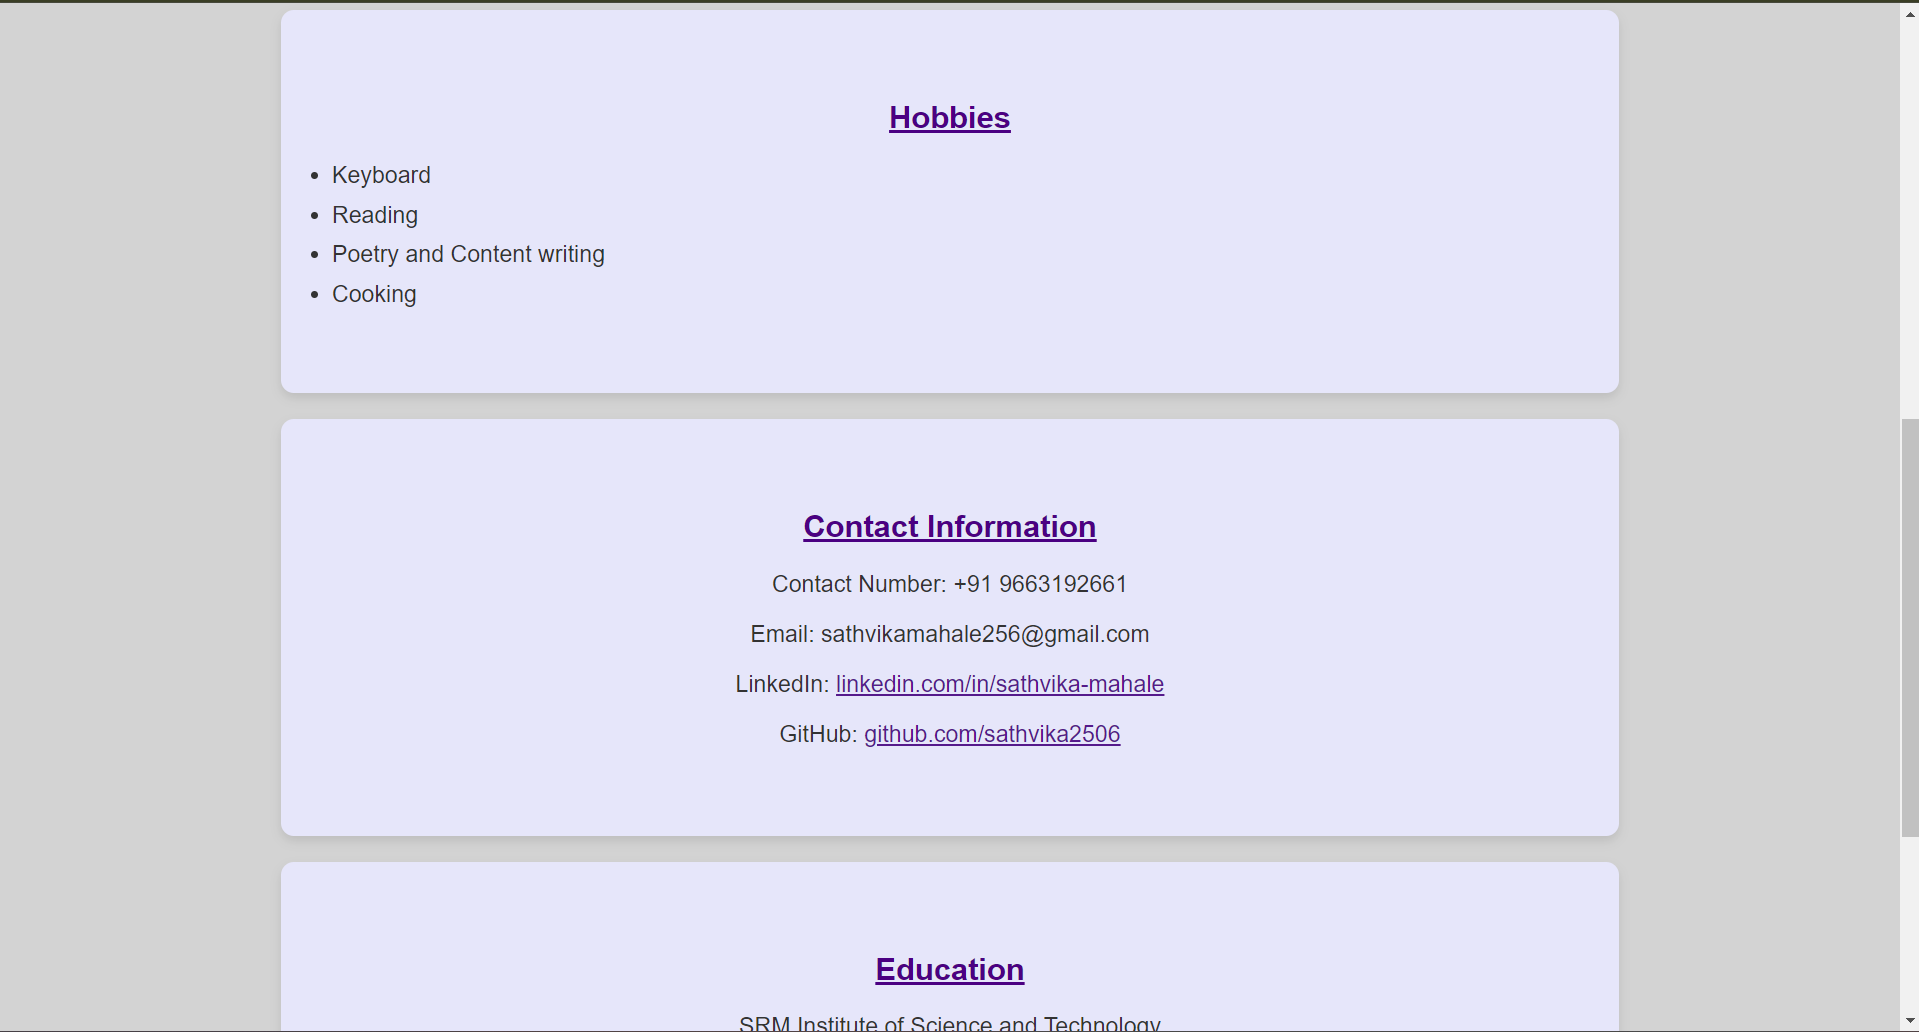 Hobbies
Keyboard
Reading
Poetry and Content writing
Cooking
Contact Information
Contact Number: +91 9663192661
Email: sathvikamahale256@gmail.com
LinkedIn: linkedin.com/in/sathvika-mahale
GitHub: github.com/sathvika2506
Education
SRM Institute of Science and Technology